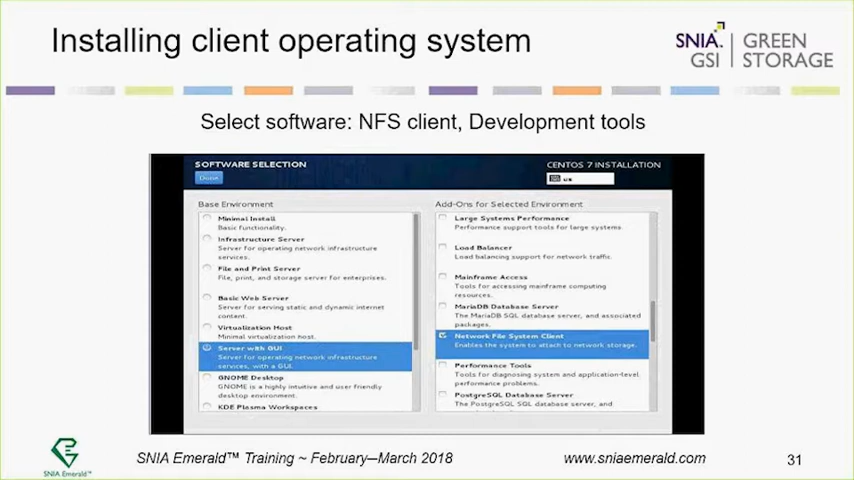 Installing client operating system
SNIA.
GSI
GREEN
STORAGE
Select software: NFS client, Development tools
SOFTWARE SELECTION
Done
CENTOS 7 INSTALLATION
us
Base Environment
Minimal Install
Basic functionality.
Infrastructure Server
Server for operating network infrastructure
services.
File and Print Server
File, print, and storage server for enterprises.
Basic Web Server
Server for serving static and dynamic internet
content.
Virtualization Host
Minimal virtualization host.
Server with GUI
Server for operating network infrastructure
services, with a GUI.
GNOME Desktop
GNOME is a highly intuitive and user friendly
desktop environment.
KDE Plasma Workspaces
Add-Ons for Selected Environment
Large Systems Performance
Performance support tools for large systems.
Load Balancer
Load balancing support for network traffic.
Mainframe Access
Tools for accessing mainframe computing
resources.
MariaDB Database Server
The MariaDB SQL database server, and associated
packages.
Network File System Client
Enables the system to attach to network storage.
Performance Tools
Tools for diagnosing system and application-level
performance problems.
PostgreSQL Database Server
The PostgreSQL SQL database server, and
SNIA Emerald™
SNIA Emerald™ Training ~ February—March 2018
www.sniaemerald.com
31